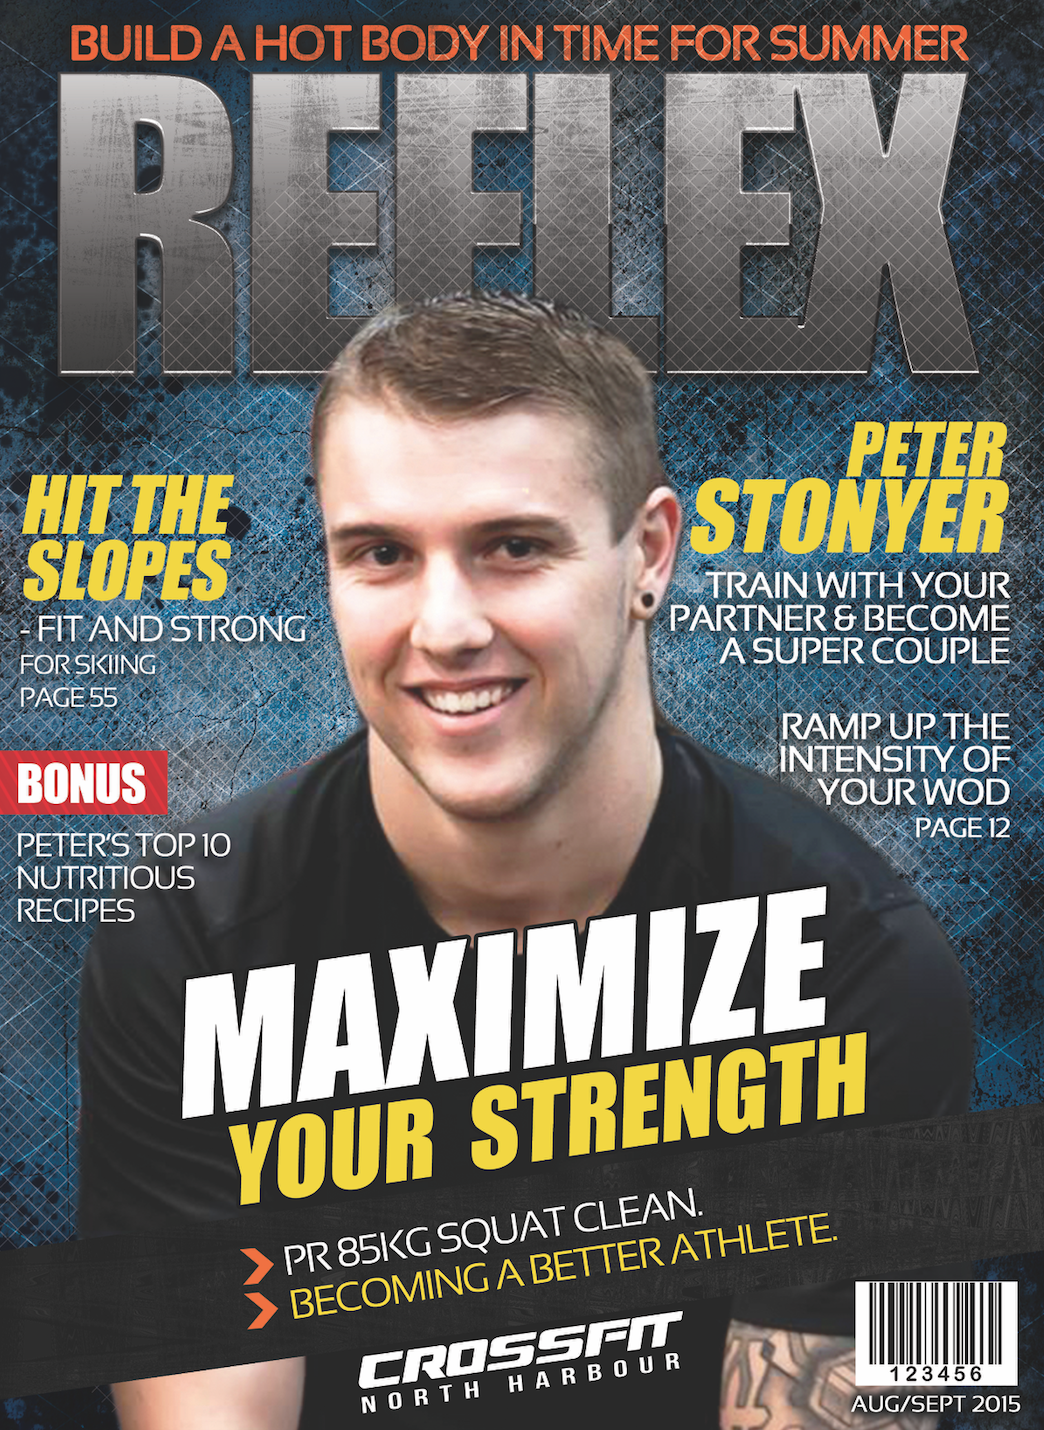 BUILD A HOT BODY IN TIME FOR SUMMER
REFLEX
HIT THE
SLOPES
- FIT AND STRONG
FOR SKIING
PAGE 55
BONUS
PETER'S TOP 10
NUTRITIOUS
RECIPES
PETER
STONYER
TRAIN WITH YOUR
PARTNER & BECOME
A SUPER COUPLE
RAMP UP THE
INTENSITY OF
YOUR WOD
PAGE 12
MAXIMIZE
YOUR STRENGTH
PR 85KG SQUAT CLEAN.
BECOMING A BETTER ATHLETE.
CROSSFIT
NORTH HARBOUR
123456
AUG/SEPT 2015